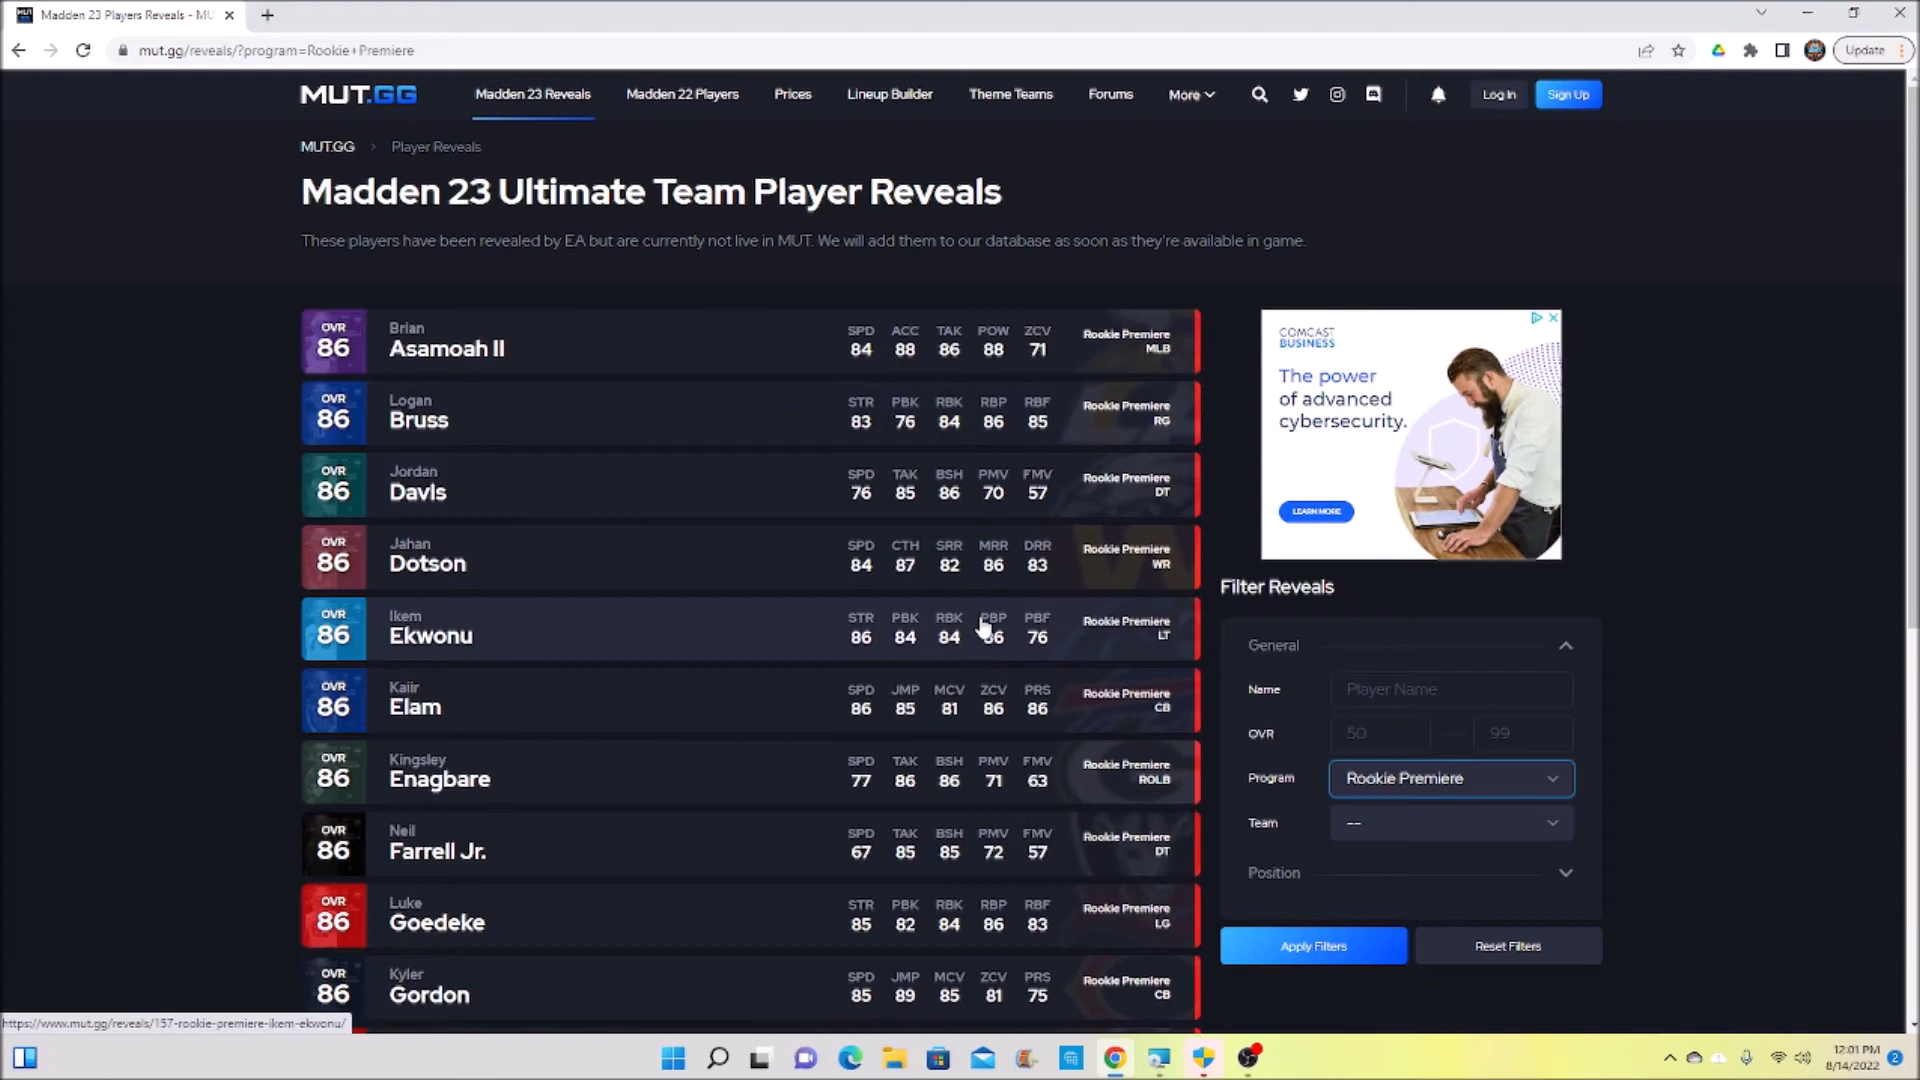 Madden 23 Players Reveals - MU
mut.gg/reveals/?program=Rookie+Premiere
Update
MUT.GG
Madden 23 Reveals
Madden 22 Players
Prices
Lineup Builder
Theme Teams
Forums
More
Log In
Sign Up
MUT.GG > Player Reveals
Madden 23 Ultimate Team Player Reveals
These players have been revealed by EA but are currently not live in MUT. We will add them to our database as soon as they're available in game.
OVR 86
Brian
Asamoah II
SPD ACC TAK POW ZCV
84 88 86 88 71
Rookie Premiere
MLB
OVR 86
Logan
Bruss
STR PBK RBK RBP RBF
83 76 84 86 85
Rookie Premiere
RG
OVR 86
Jordan
Davis
SPD TAK BSH PMV FMV
76 85 86 70 57
Rookie Premiere
DT
OVR 86
Jahan
Dotson
SPD CTH SRR MRR DRR
84 87 82 86 83
Rookie Premiere
WR
OVR 86
Ikem
Ekwonu
STR PBK RBK PBP PBF
86 84 84 86 76
Rookie Premiere
LT
OVR 86
Kaiir
Elam
SPD JMP MCV ZCV PRS
86 85 81 86 86
Rookie Premiere
CB
OVR 86
Kingsley
Enagbare
SPD TAK BSH PMV FMV
77 86 86 71 63
Rookie Premiere
ROLB
OVR 86
Neil
Farrell Jr.
SPD TAK BSH PMV FMV
67 85 85 72 57
Rookie Premiere
DT
OVR 86
Luke
Goedeke
STR PBK RBK RBP RBF
85 82 84 86 83
Rookie Premiere
LG
OVR 86
Kyler
Gordon
SPD JMP MCV ZCV PRS
85 89 85 81 75
Rookie Premiere
CB
COMCAST
BUSINESS
The power
of advanced
cybersecurity.
LEARN MORE
Filter Reveals
General
Name
Player Name
OVR
50
99
Program
Rookie Premiere
Team
--
Position
Apply Filters
Reset Filters
https://www.mut.gg/reveals/157-rookie-premiere-ikem-ekwonu/
12:01 PM
8/14/2022
2